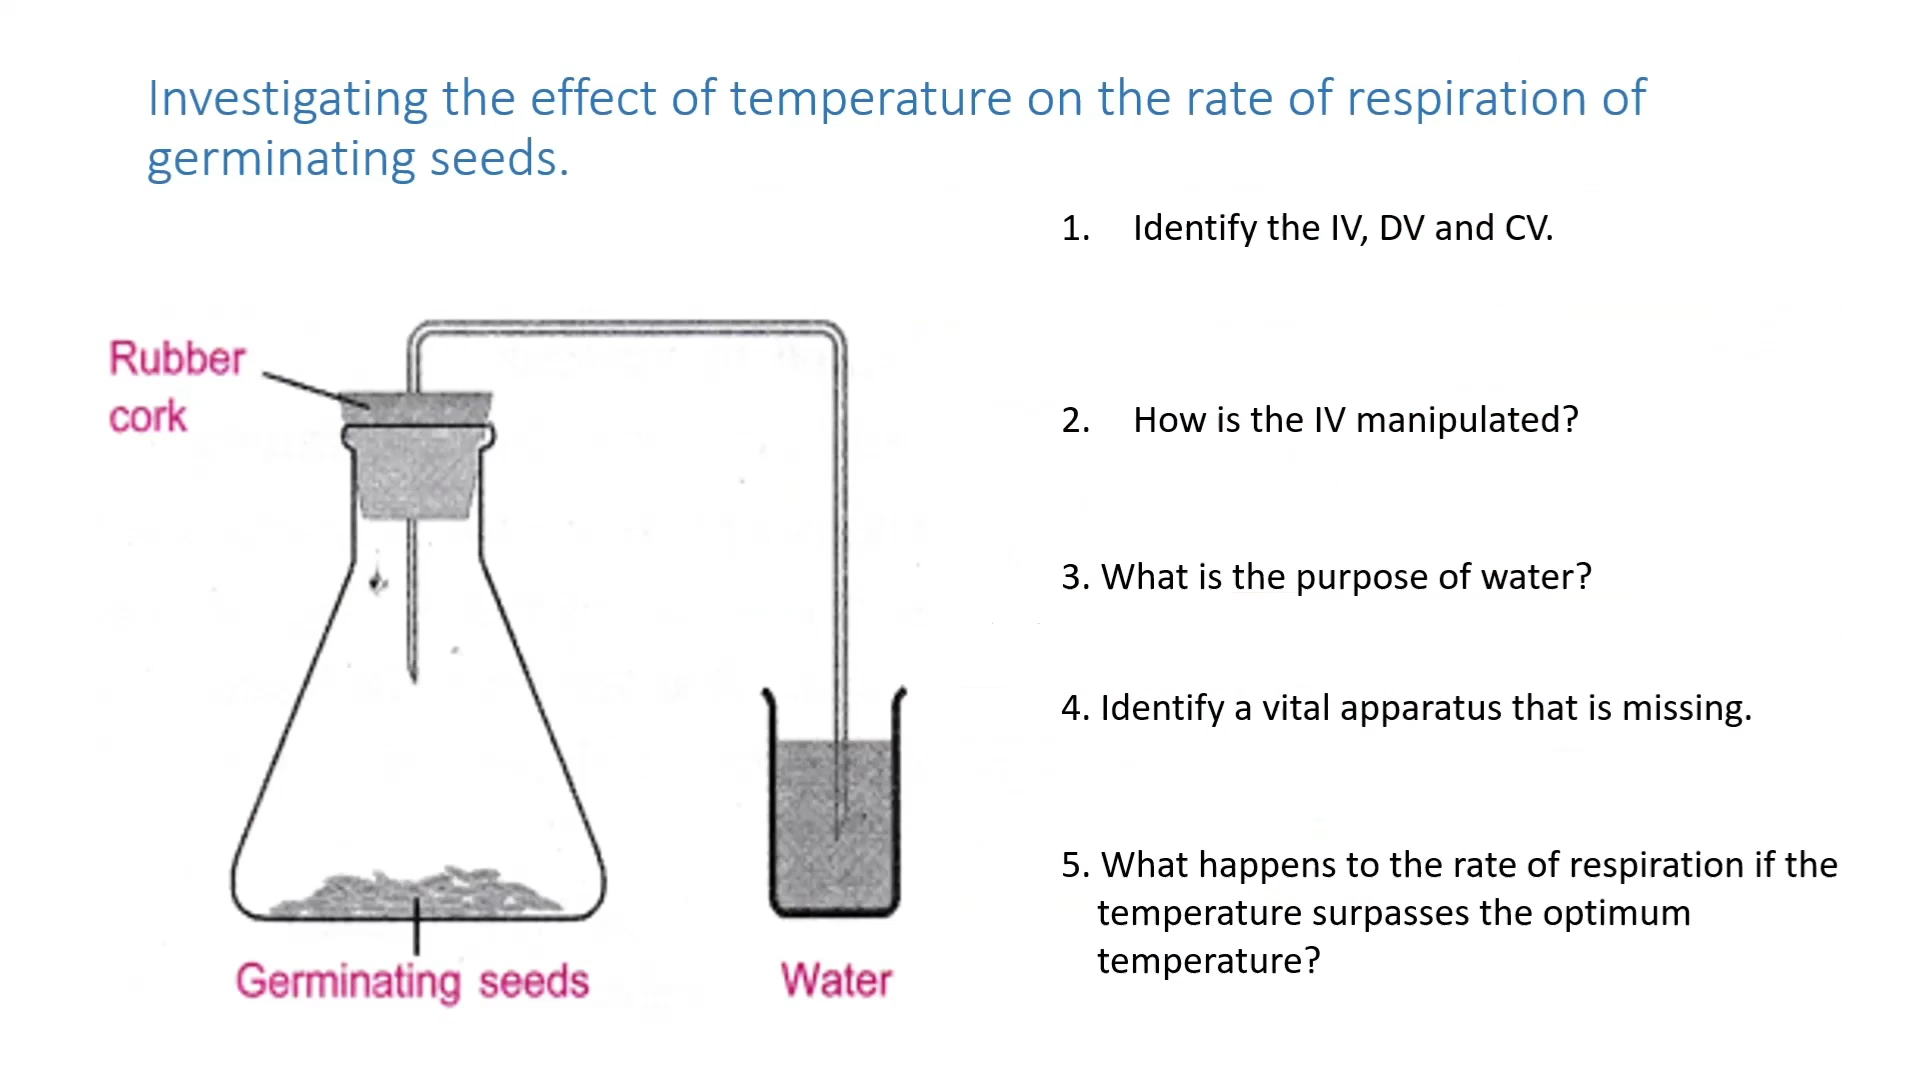 Investigating the effect of temperature on the rate of respiration of
germinating seeds.
1. Identify the IV, DV and CV.
Rubber
cork
2. How is the IV manipulated?
3. What is the purpose of water?
4. Identify a vital apparatus that is missing.
5. What happens to the rate of respiration if the
temperature surpasses the optimum
temperature?
Germinating seeds
Water